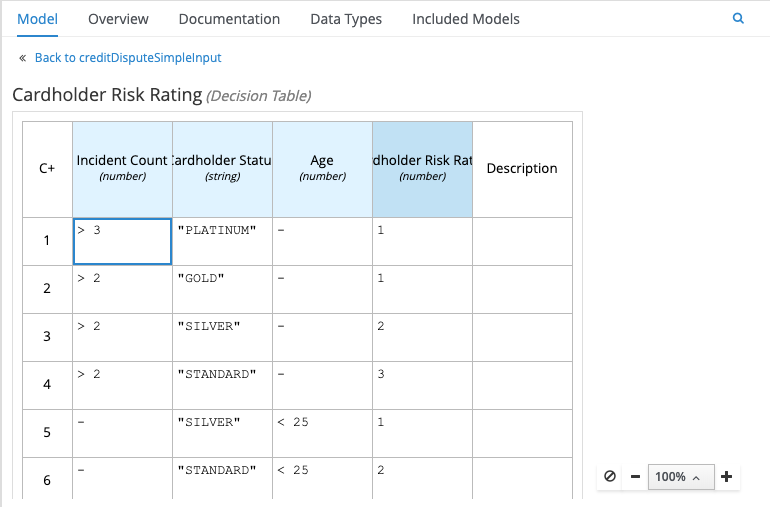 Model Overview Documentation Data Types Included Models
« Back to creditDisputeSimpleInput
Cardholder Risk Rating (Decision Table)
C+ Incident Count Cardholder Statu Age dholder Risk Rat Description
(number) (string) (number) (number)
1 > 3 "PLATINUM" - 1
2 > 2 "GOLD" - 1
3 > 2 "SILVER" - 2
4 > 2 "STANDARD" - 3
5 - "SILVER" < 25 1
6 - "STANDARD" < 25 2
100%